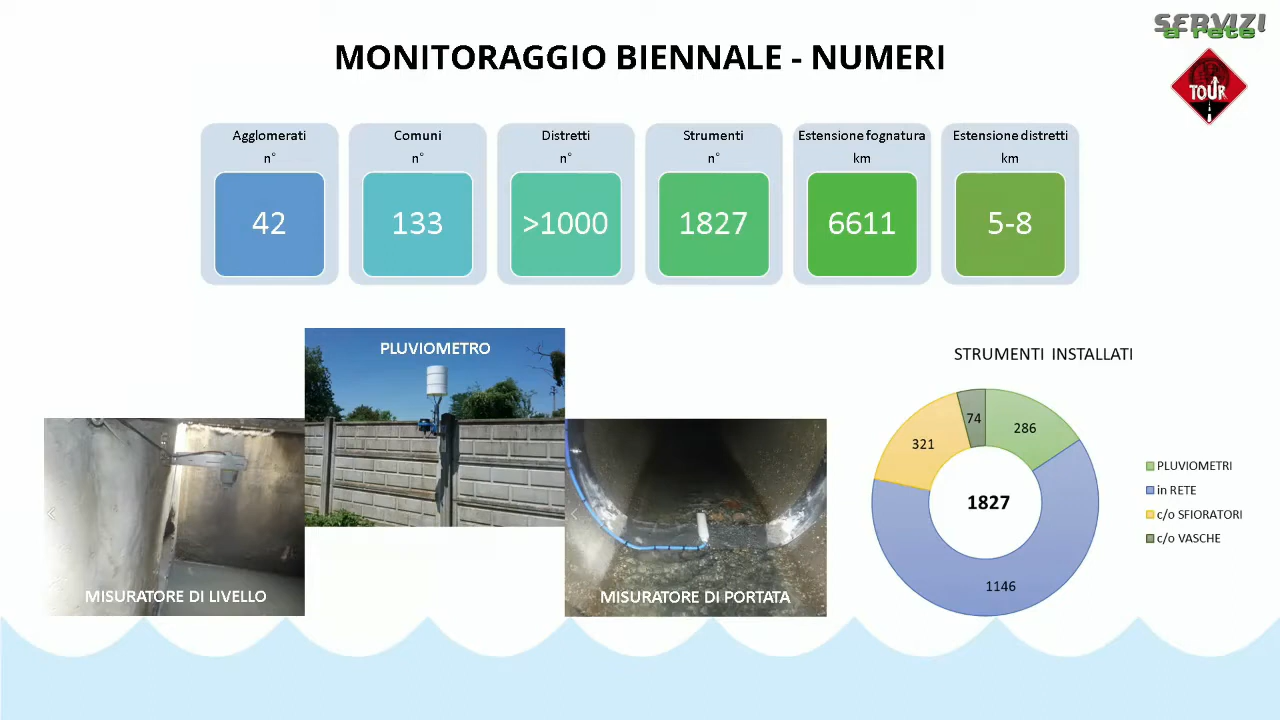 SERVIZI
a rete
TOUR
MONITORAGGIO BIENNALE - NUMERI
Agglomerati
n°
42
Comuni
n°
133
Distretti
n°
>1000
Strumenti
n°
1827
Estensione fognatura
km
6611
Estensione distretti
km
5-8
PLUVIOMETRO
MISURATORE DI LIVELLO
MISURATORE DI PORTATA
STRUMENTI INSTALLATI
74
286
321
1827
1146
PLUVIOMETRI
in RETE
c/o SFIORATORI
c/o VASCHE